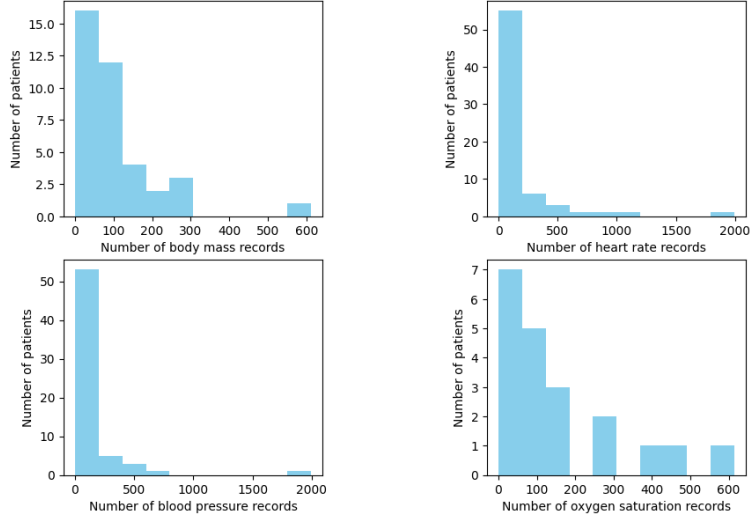 15.0
12.5
10.0
7.5
5.0
2.5
0.0
Number of patients
0 100 200 300 400 500 600
Number of body mass records
50
40
30
20
10
0
Number of patients
0 500 1000 1500 2000
Number of heart rate records
50
40
30
20
10
0
Number of patients
0 500 1000 1500 2000
Number of blood pressure records
7
6
5
4
3
2
1
0
Number of patients
0 100 200 300 400 500 600
Number of oxygen saturation records